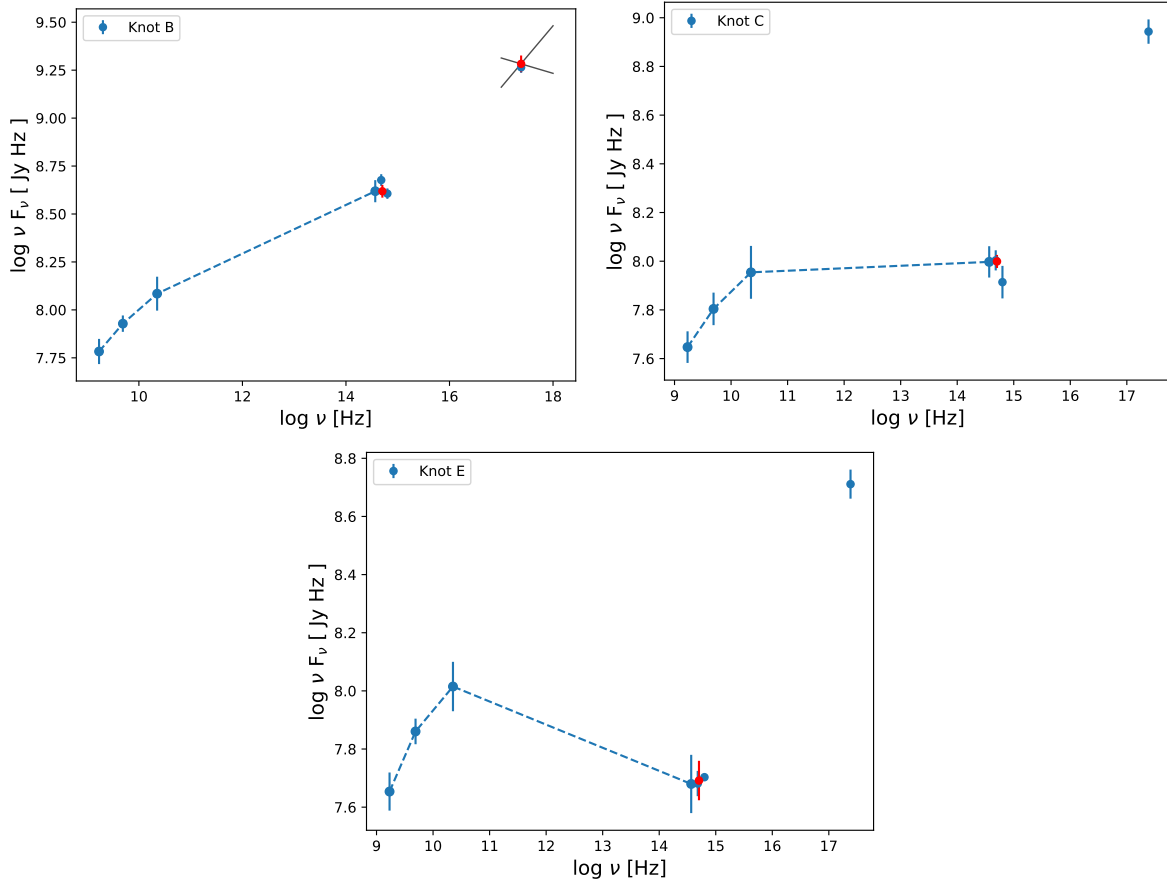 Knot B
log ν Fν [ Jy Hz ]
9.50
9.25
9.00
8.75
8.50
8.25
8.00
7.75
10 12 14 16 18
log ν [Hz]
Knot C
log ν Fν [ Jy Hz ]
9.0
8.8
8.6
8.4
8.2
8.0
7.8
7.6
9 10 11 12 13 14 15 16 17
log ν [Hz]
Knot E
log ν Fν [ Jy Hz ]
8.8
8.6
8.4
8.2
8.0
7.8
7.6
9 10 11 12 13 14 15 16 17
log ν [Hz]